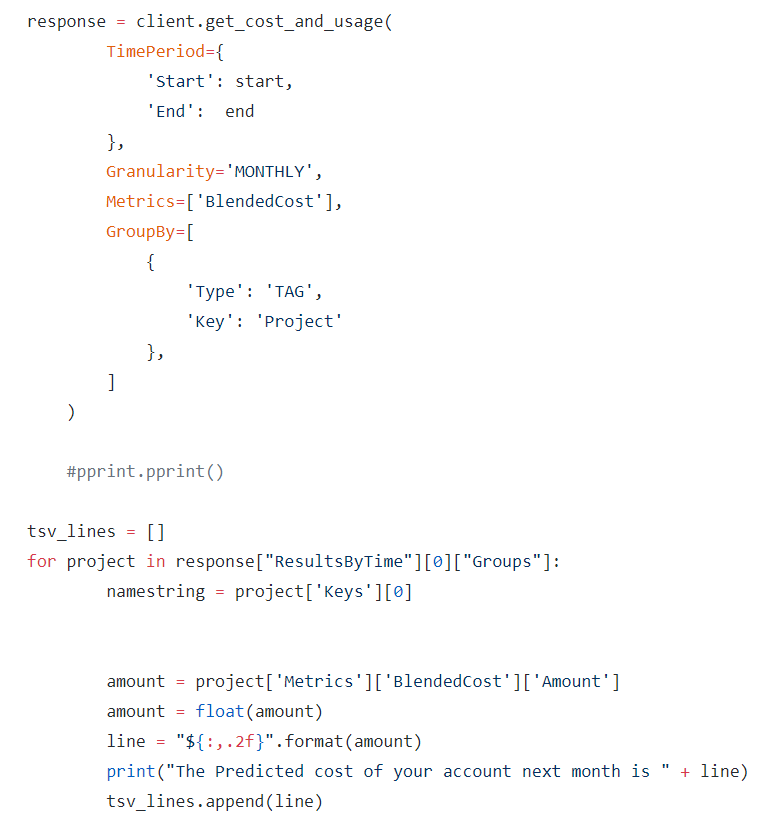 response = client.get_cost_and_usage(
        TimePeriod={
            'Start': start,
            'End':  end
        },
        Granularity='MONTHLY',
        Metrics=['BlendedCost'],
        GroupBy=[
            {
                'Type': 'TAG',
                'Key': 'Project'
            },
        ]
    )
    #pprint.pprint()
tsv_lines = []
for project in response["ResultsByTime"][0]["Groups"]:
        namestring = project['Keys'][0]
        amount = project['Metrics']['BlendedCost']['Amount']
        amount = float(amount)
        line = "${:,.2f}".format(amount)
        print("The Predicted cost of your account next month is " + line)
        tsv_lines.append(line)